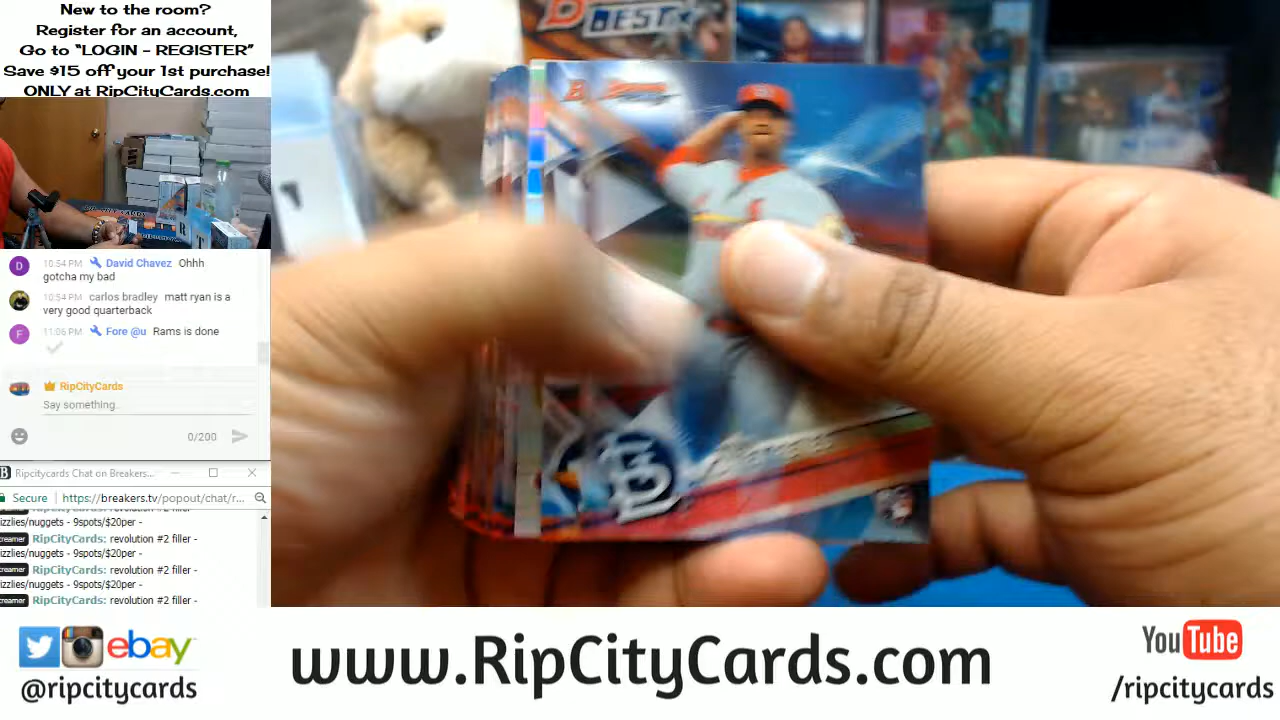 New to the room?
Register for an account,
Go to “LOGIN - REGISTER”
Save $15 off your 1st purchase!
ONLY at RipCityCards.com
BEST
D 10:54 PM David Chavez Ohhh
gotcha my bad
10:54 PM carlos bradley matt ryan is a
very good quarterback
F 11:06 PM Fore @u Rams is done
RipCityCards
Say something
0/200
B Ripcitycards Chat on Breakers...
Secure https://breakers.tv/popout/chat/r...
izzlies/nuggets - 9spots/$20per -
reamer RipCityCards: revolution #2 filler -
izzlies/nuggets - 9spots/$20per -
reamer RipCityCards: revolution #2 filler -
izzlies/nuggets - 9spots/$20per -
reamer RipCityCards: revolution #2 filler -
ebay
@ripcitycards
www.RipCityCards.com
YouTube
/ripcitycards